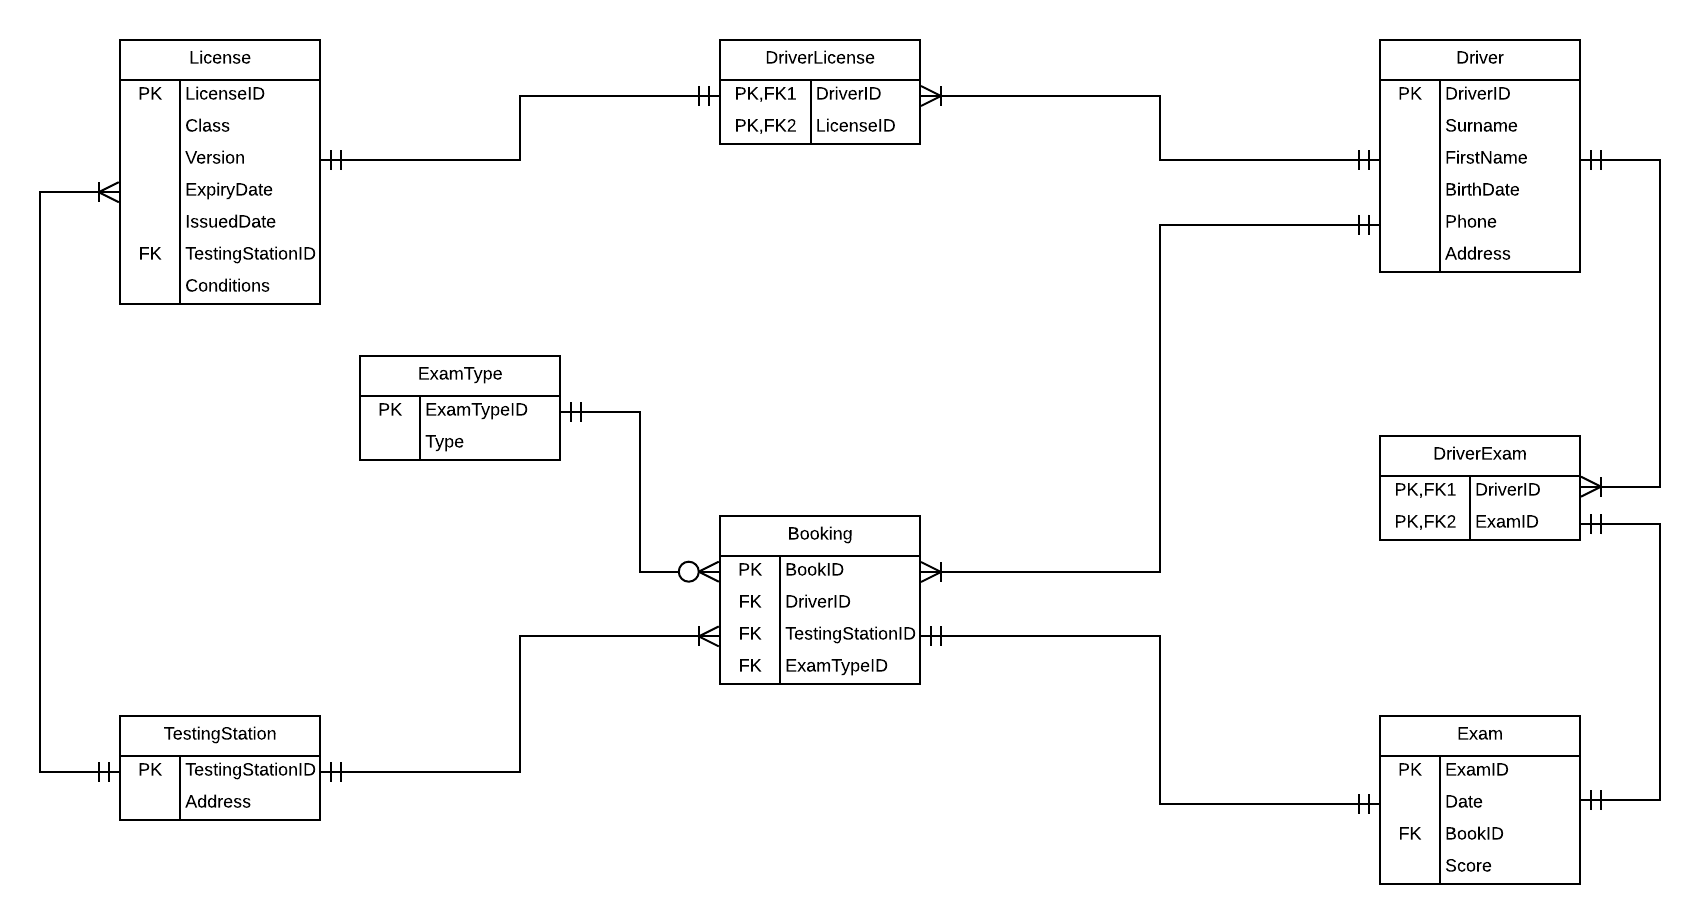 License
PK LicenseID
Class
Version
ExpiryDate
IssuedDate
FK TestingStationID
Conditions
DriverLicense
PK,FK1 DriverID
PK,FK2 LicenseID
Driver
PK DriverID
Surname
FirstName
BirthDate
Phone
Address
ExamType
PK ExamTypeID
Type
DriverExam
PK,FK1 DriverID
PK,FK2 ExamID
Booking
PK BookID
FK DriverID
FK TestingStationID
FK ExamTypeID
TestingStation
PK TestingStationID
Address
Exam
PK ExamID
Date
FK BookID
Score